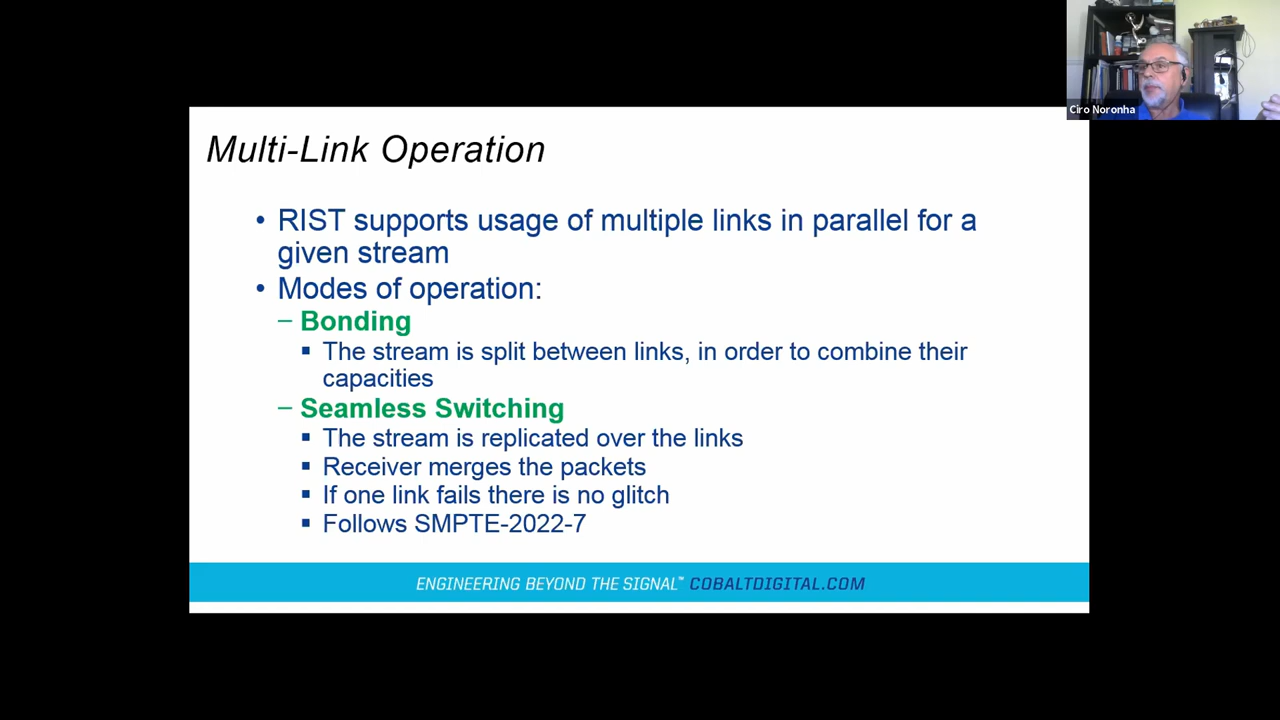 Ciro Noronha
Multi-Link Operation
• RIST supports usage of multiple links in parallel for a
given stream
• Modes of operation:
– Bonding
▪ The stream is split between links, in order to combine their
capacities
– Seamless Switching
▪ The stream is replicated over the links
▪ Receiver merges the packets
▪ If one link fails there is no glitch
▪ Follows SMPTE-2022-7
ENGINEERING BEYOND THE SIGNAL™ COBALTDIGITAL.COM